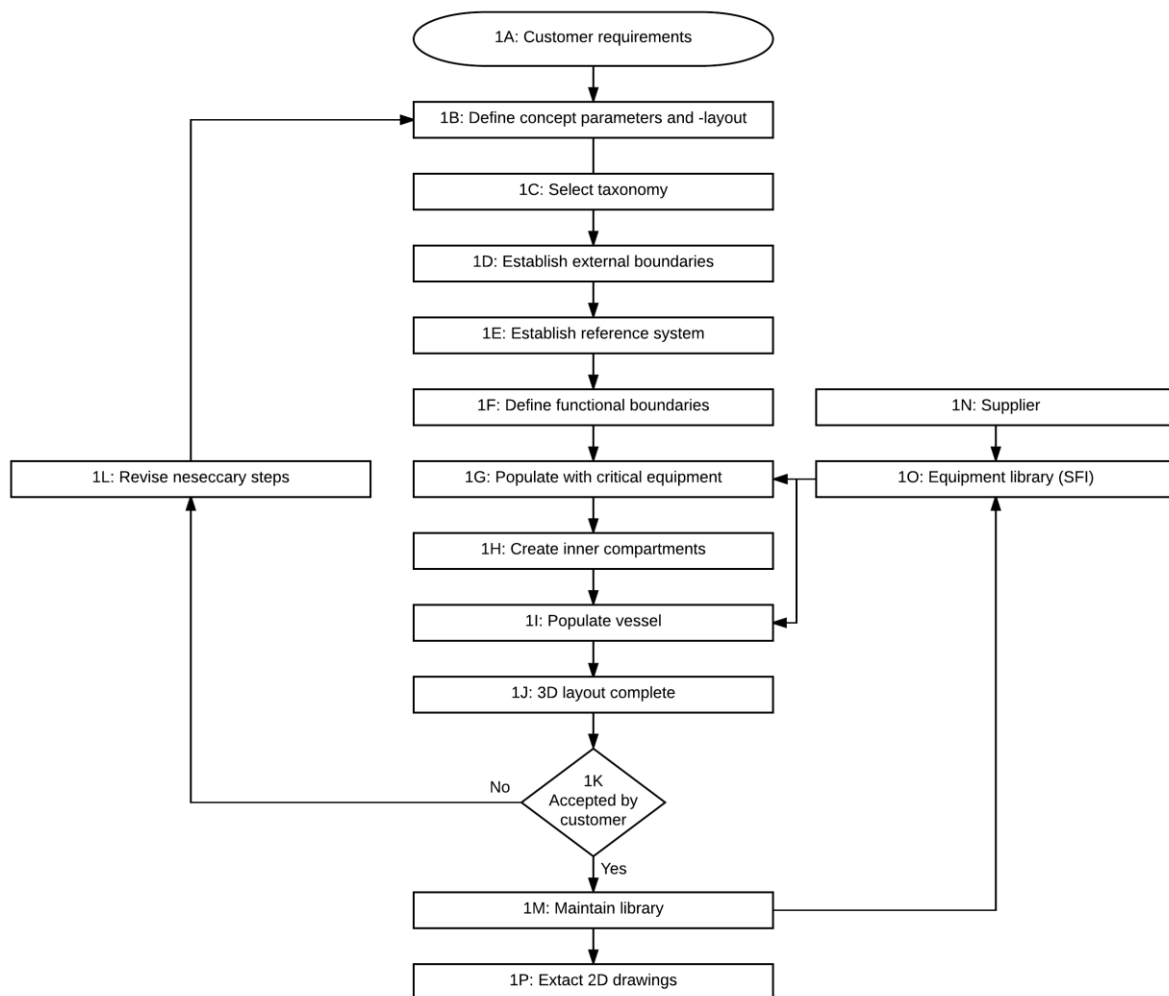 1A: Customer requirements
1B: Define concept parameters and -layout
1C: Select taxonomy
1D: Establish external boundaries
1E: Establish reference system
1F: Define functional boundaries
1N: Supplier
1L: Revise neseccary steps
1G: Populate with critical equipment
1O: Equipment library (SFI)
1H: Create inner compartments
1I: Populate vessel
1J: 3D layout complete
No
1K
Accepted by
customer
Yes
1M: Maintain library
1P: Extact 2D drawings